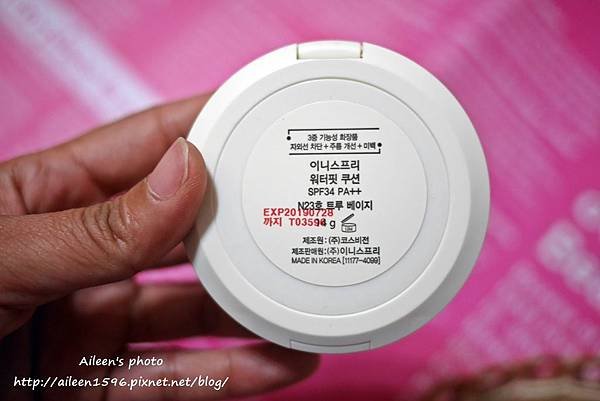 3중 기능성 화장품
자외선 차단 + 주름 개선 + 미백
이니스프리
워터핏 쿠션
SPF34 PA++
N23호 트루 베이지
EXP20190728
까지 T03596
14 g
제조원 : (주)코스비전
제조판매원 : (주)이니스프리
MADE IN KOREA [11177-4099]
Aileen's photo
http://aileen1596.pixnet.net/blog/